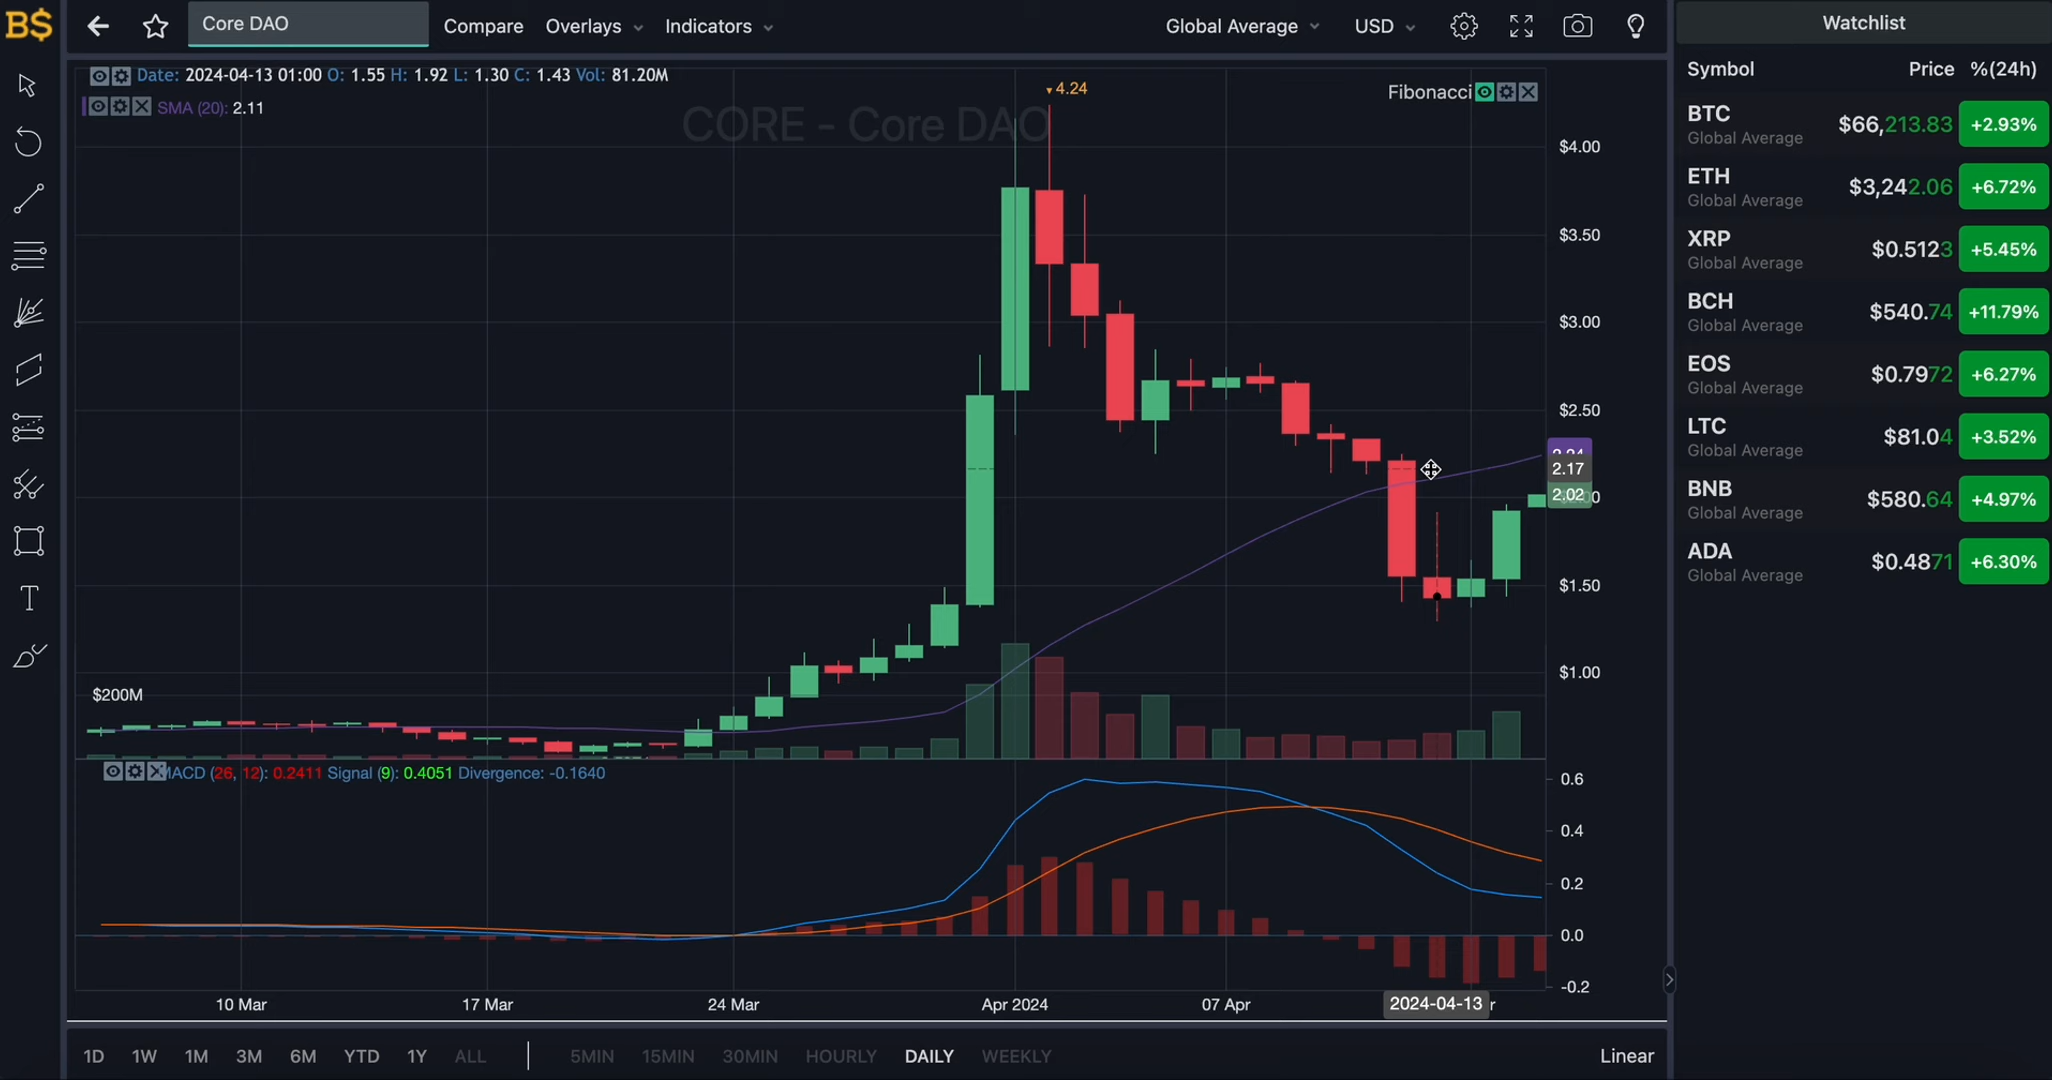 B$
Core DAO
Compare
Overlays
Indicators
Global Average
USD
Watchlist
Symbol Price %(24h)
Date: 2024-04-13 01:00 O: 1.55 H: 1.92 L: 1.30 C: 1.43 Vol: 81.20M
SMA (20): 2.11
CORE - Core DAO
4.24
Fibonacci
$4.00
$3.50
$3.00
$2.50
2.17
2.02
$1.50
$1.00
$200M
MACD (26, 12): 0.2411 Signal (9): 0.4051 Divergence: -0.1640
0.6
0.4
0.2
0.0
-0.2
10 Mar
17 Mar
24 Mar
Apr 2024
07 Apr
2024-04-13
1D 1W 1M 3M 6M YTD 1Y ALL
5MIN 15MIN 30MIN HOURLY DAILY WEEKLY
Linear
BTC $66,213.83 +2.93%
Global Average
ETH $3,242.06 +6.72%
Global Average
XRP $0.5123 +5.45%
Global Average
BCH $540.74 +11.79%
Global Average
EOS $0.7972 +6.27%
Global Average
LTC $81.04 +3.52%
Global Average
BNB $580.64 +4.97%
Global Average
ADA $0.4871 +6.30%
Global Average
T